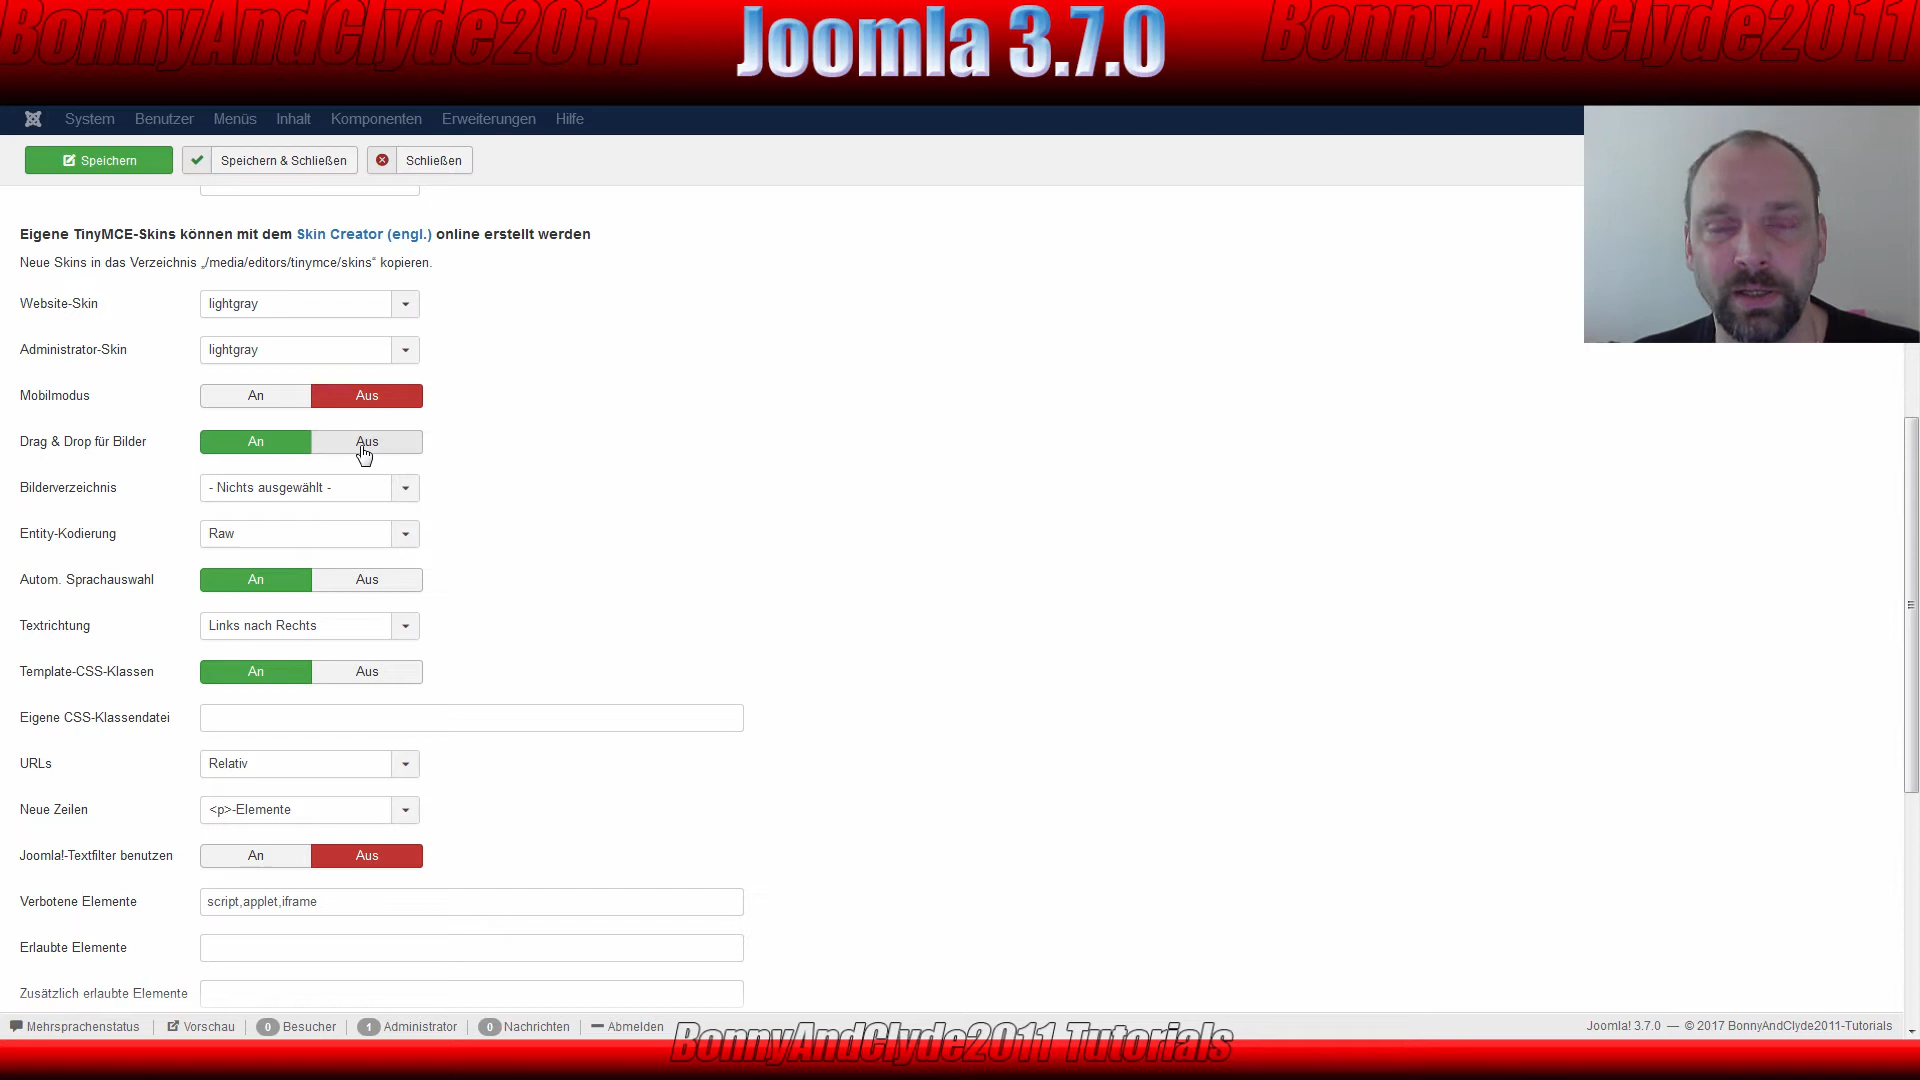 BonnyAndClyde2011 Joomla 3.7.0 BonnyAndClyde2011
System Benutzer Menüs Inhalt Komponenten Erweiterungen Hilfe
Speichern Speichern & Schließen Schließen
Eigene TinyMCE-Skins können mit dem Skin Creator (engl.) online erstellt werden
Neue Skins in das Verzeichnis „/media/editors/tinymce/skins“ kopieren.
Website-Skin lightgray
Administrator-Skin lightgray
Mobilmodus An Aus
Drag & Drop für Bilder An Aus
Bilderverzeichnis - Nichts ausgewählt -
Entity-Kodierung Raw
Autom. Sprachauswahl An Aus
Textrichtung Links nach Rechts
Template-CSS-Klassen An Aus
Eigene CSS-Klassendatei
URLs Relativ
Neue Zeilen <p>-Elemente
Joomla!-Textfilter benutzen An Aus
Verbotene Elemente script,applet,iframe
Erlaubte Elemente
Zusätzlich erlaubte Elemente
Mehrsprachenstatus Vorschau 0 Besucher 1 Administrator 0 Nachrichten Abmelden Joomla! 3.7.0 — © 2017 BonnyAndClyde2011-Tutorials
BonnyAndClyde2011 Tutorials